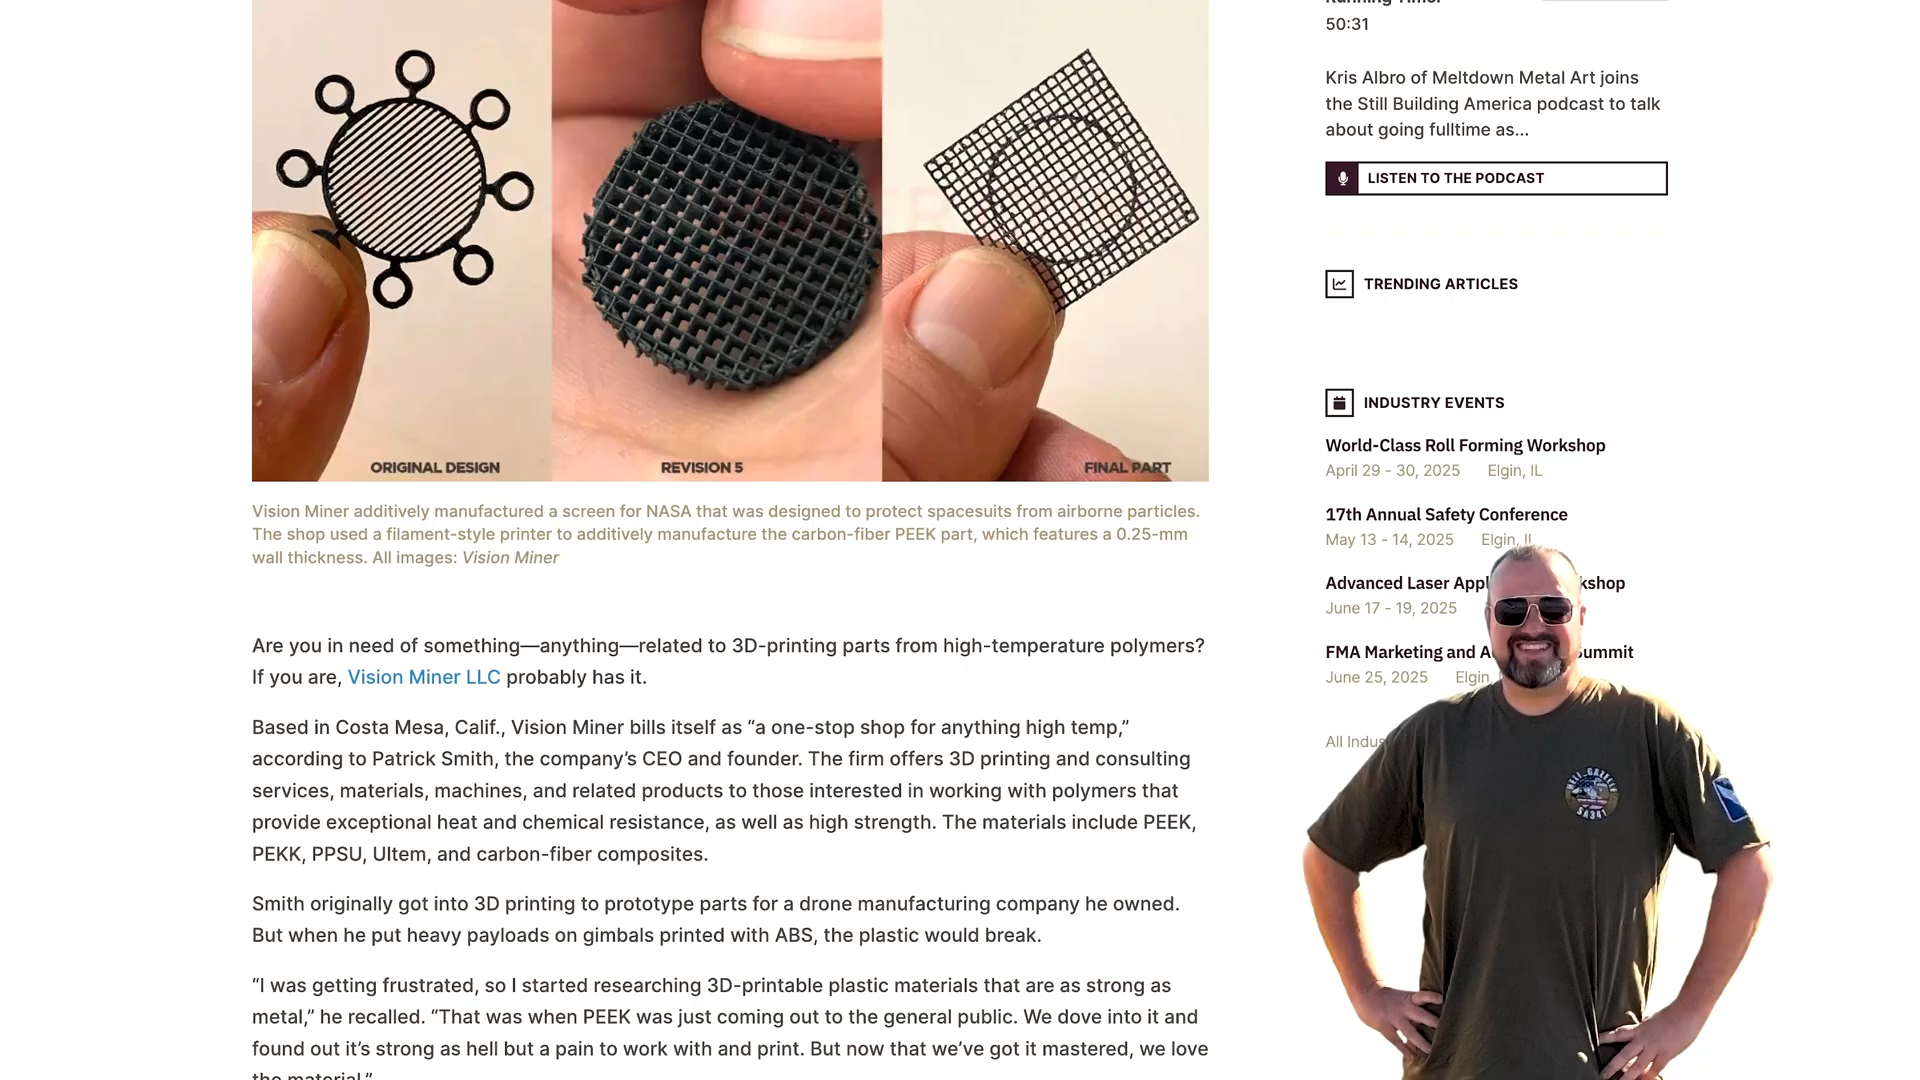 ORIGINAL DESIGN
REVISION 5
FINAL PART
Vision Miner additively manufactured a screen for NASA that was designed to protect spacesuits from airborne particles.
The shop used a filament-style printer to additively manufacture the carbon-fiber PEEK part, which features a 0.25-mm
wall thickness. All images: Vision Miner
Are you in need of something—anything—related to 3D-printing parts from high-temperature polymers?
If you are, Vision Miner LLC probably has it.
Based in Costa Mesa, Calif., Vision Miner bills itself as “a one-stop shop for anything high temp,”
according to Patrick Smith, the company’s CEO and founder. The firm offers 3D printing and consulting
services, materials, machines, and related products to those interested in working with polymers that
provide exceptional heat and chemical resistance, as well as high strength. The materials include PEEK,
PEKK, PPSU, Ultem, and carbon-fiber composites.
Smith originally got into 3D printing to prototype parts for a drone manufacturing company he owned.
But when he put heavy payloads on gimbals printed with ABS, the plastic would break.
“I was getting frustrated, so I started researching 3D-printable plastic materials that are as strong as
metal,” he recalled. “That was when PEEK was just coming out to the general public. We dove into it and
found out it’s strong as hell but a pain to work with and print. But now that we’ve got it mastered, we love
the material.”
50:31
Kris Albro of Meltdown Metal Art joins
the Still Building America podcast to talk
about going fulltime as...
LISTEN TO THE PODCAST
TRENDING ARTICLES
INDUSTRY EVENTS
World-Class Roll Forming Workshop
April 29 - 30, 2025 Elgin, IL
17th Annual Safety Conference
May 13 - 14, 2025 Elgin, IL
Advanced Laser
June 17 - 19, 2025
FMA Marketing and
June 25, 2025 Elgin,
All
SA341